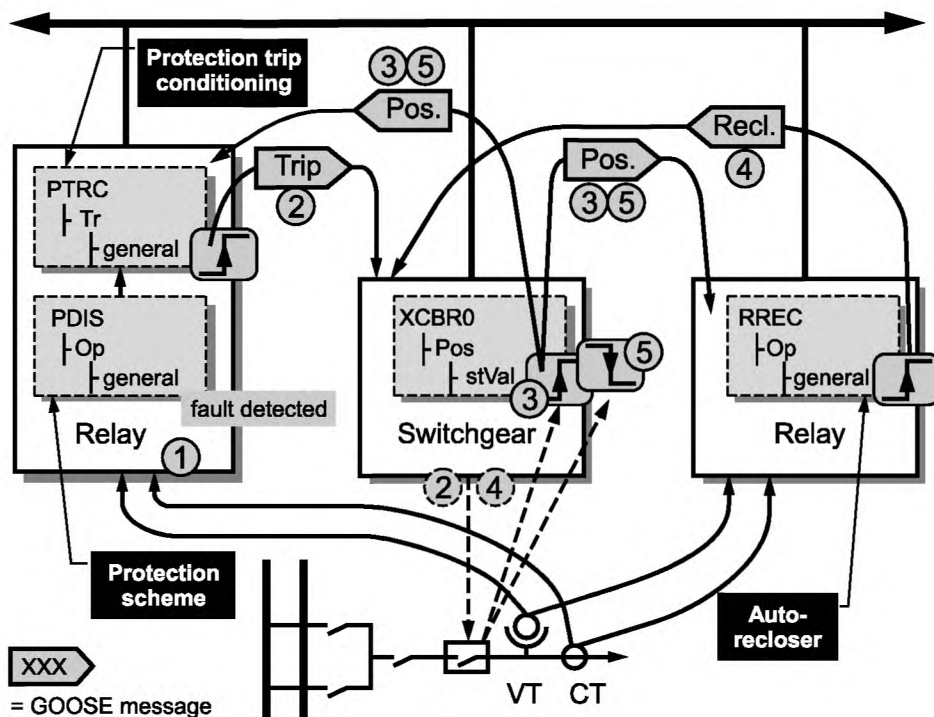 Protection trip
conditioning
3 5
Pos.
Recl.
4
Trip
2
Pos.
3 5
PTRC
Tr
general
PDIS
Op
general
fault detected
Relay
1
XCBR0
Pos
stVal
3
5
Switchgear
2 4
RREC
Op
general
Relay
Protection
scheme
Auto-
recloser
VT CT
XXX
= GOOSE message